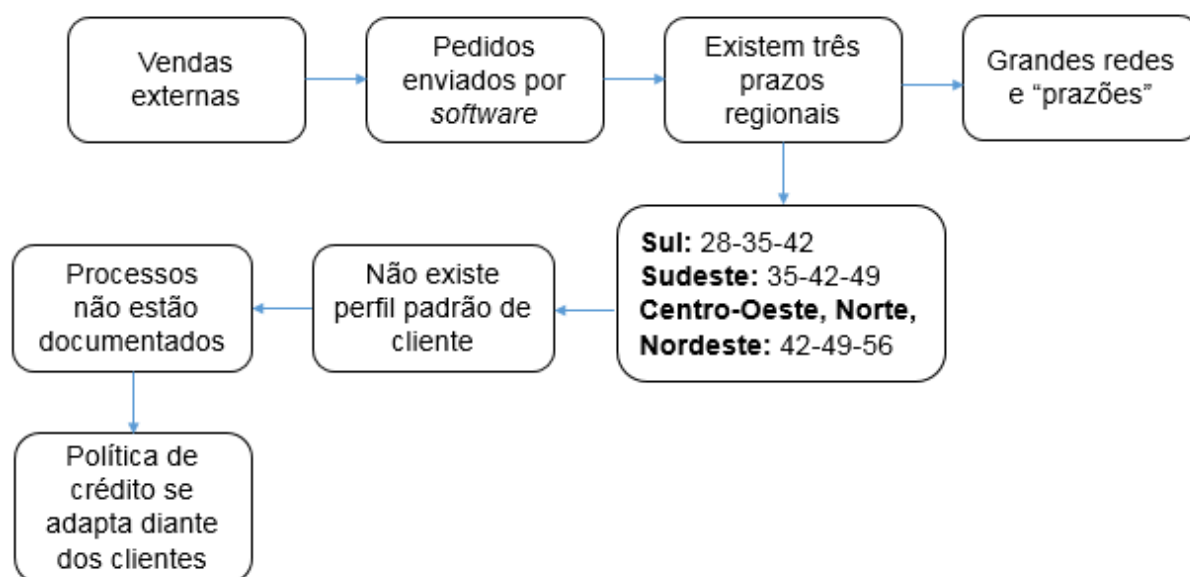 Vendas
externas
Pedidos
enviados por
software
Existem três
prazos
regionais
Grandes redes
e “prazões”
Sul: 28-35-42
Sudeste: 35-42-49
Centro-Oeste, Norte,
Nordeste: 42-49-56
Não existe
perfil padrão de
cliente
Processos
não estão
documentados
Política de
crédito se
adapta diante
dos clientes